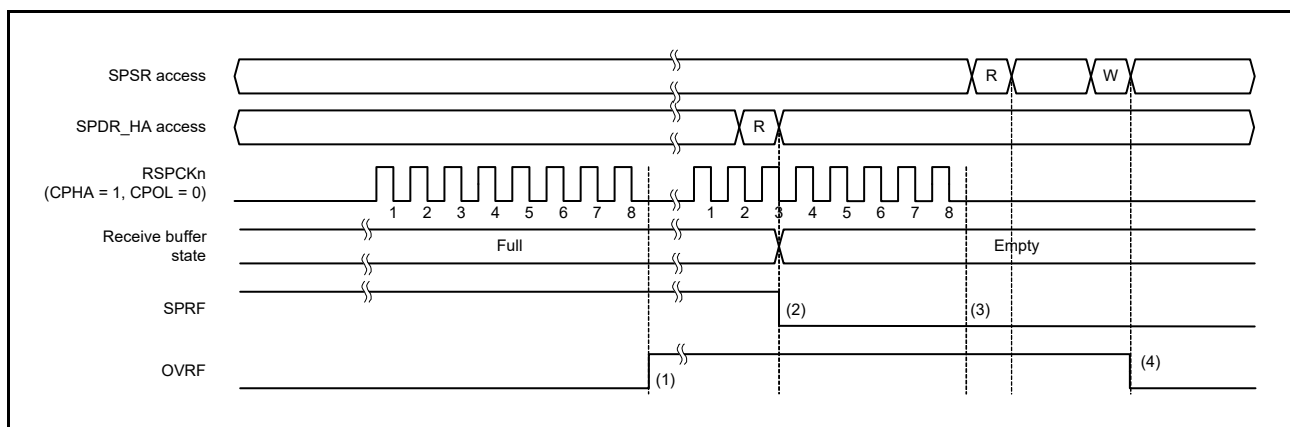 SPSR access
R
W
SPDR_HA access
R
RSPCKn
(CPHA = 1, CPOL = 0)
1 2 3 4 5 6 7 8
1 2 3 4 5 6 7 8
Receive buffer
state
Full
Empty
SPRF
(2)
(3)
OVRF
(1)
(4)